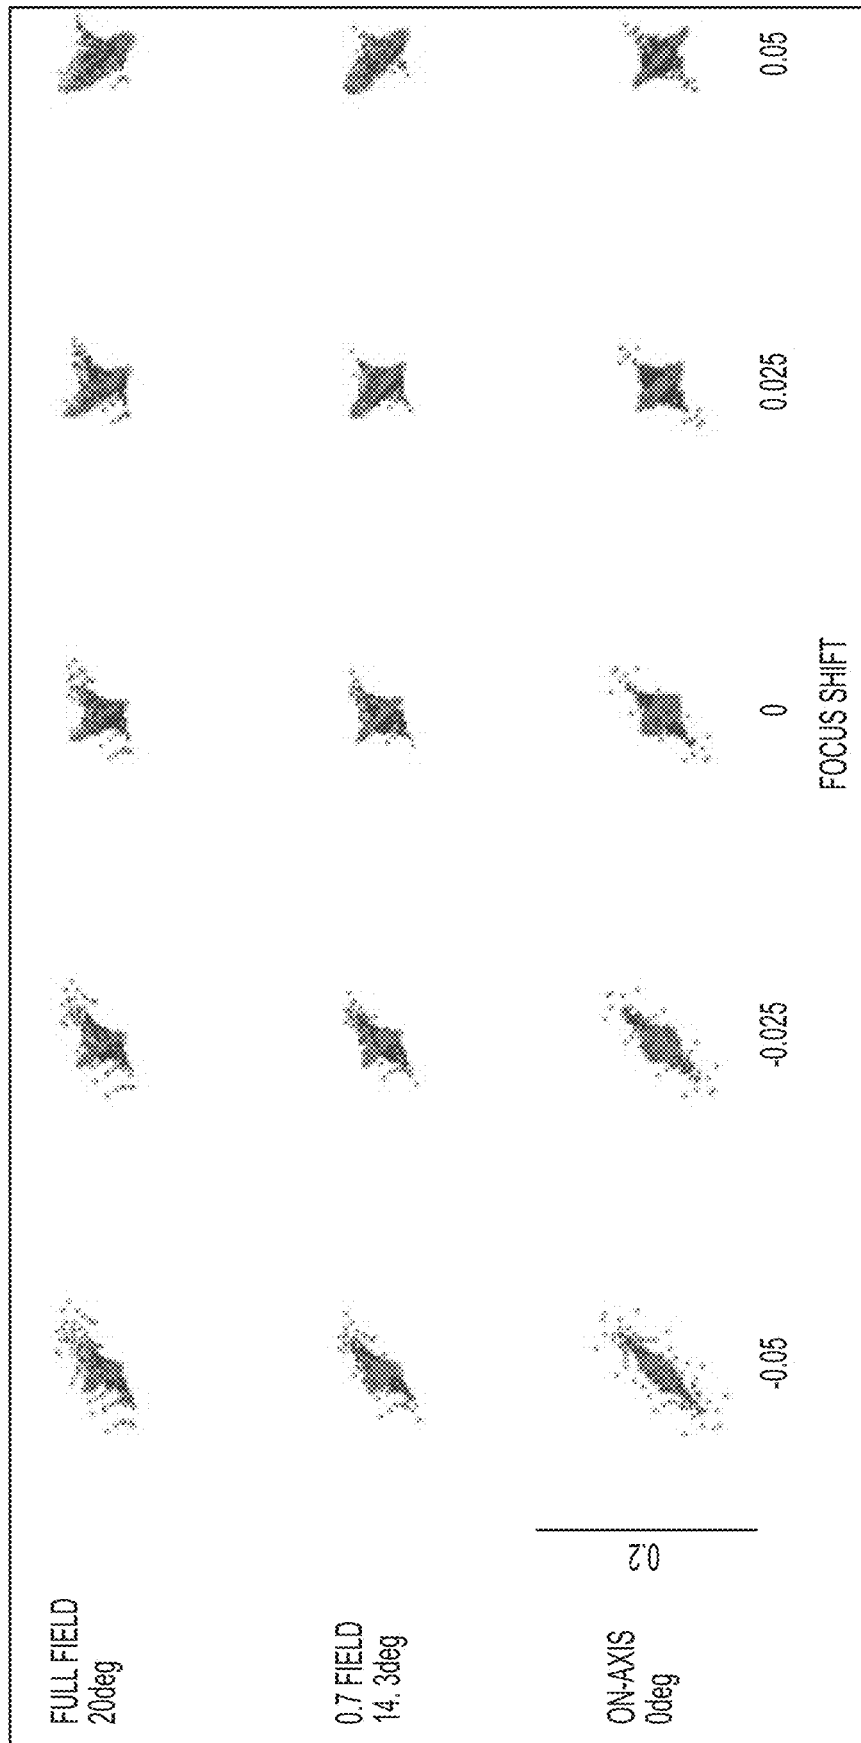 FULL FIELD
20deg
0.7 FIELD
14. 3deg
ON-AXIS
0deg
0.2
-0.05
-0.025
0
0.025
0.05
FOCUS SHIFT